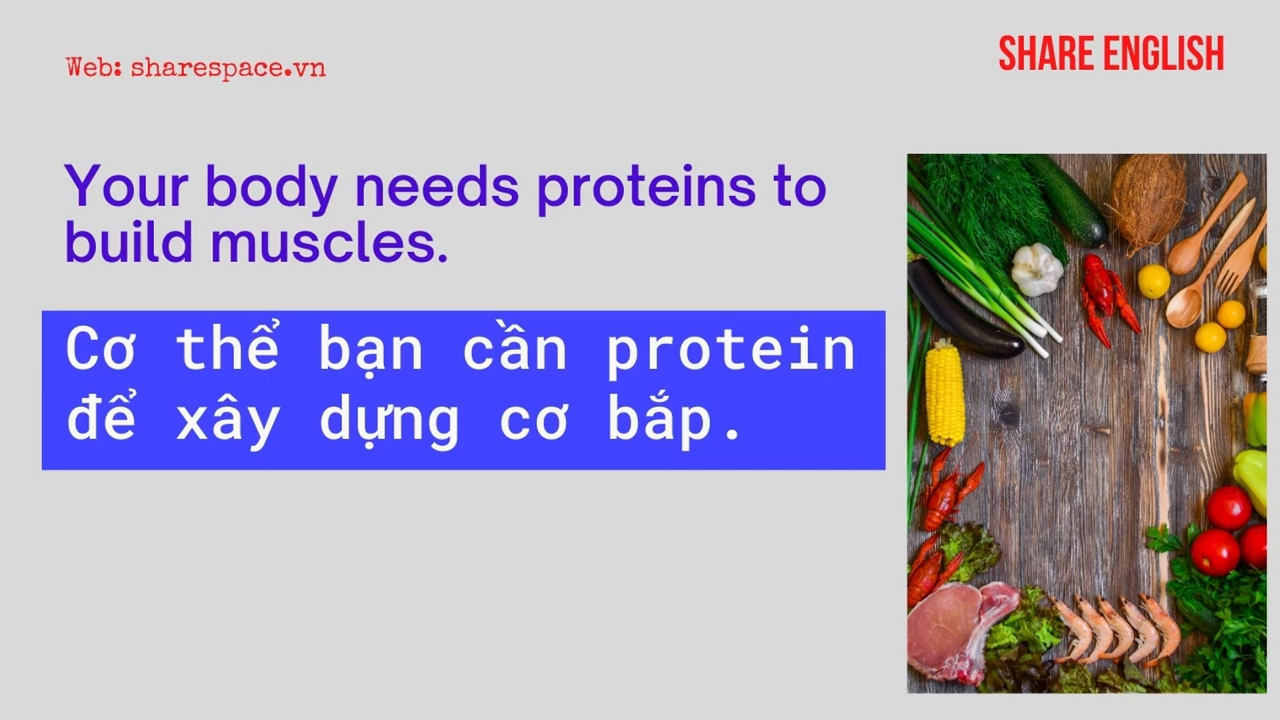 Web: sharespace.vn
SHARE ENGLISH
Your body needs proteins to
build muscles.
Cơ thể bạn cần protein
để xây dựng cơ bắp.